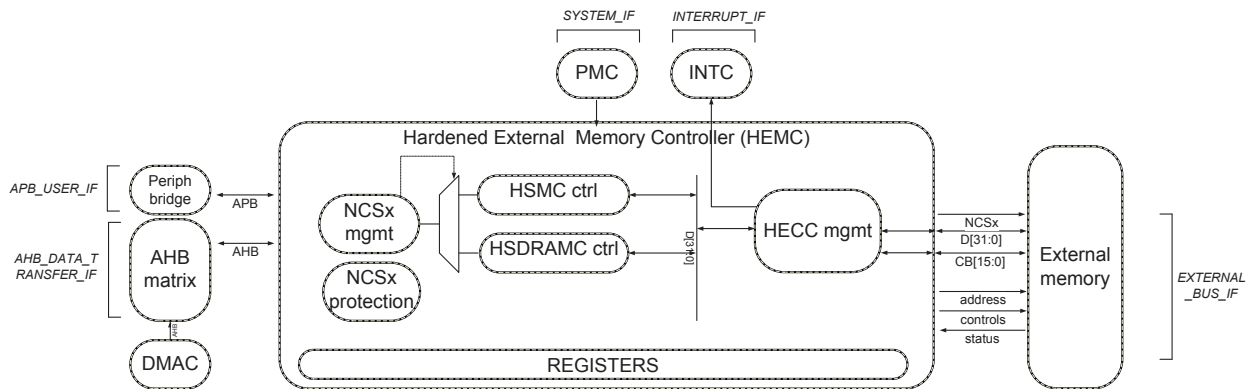 SYSTEM_IF
INTERRUPT_IF
PMC
INTC
Hardened External Memory Controller (HEMC)
APB_USER_IF
Periph
bridge
APB
AHB_DATA_T
RANSFER_IF
AHB
matrix
AHB
AHB
DMAC
NCSx
mgmt
NCSx
protection
HSMC ctrl
HSDRAMC ctrl
D[31:0]
HECC mgmt
REGISTERS
NCSx
D[31:0]
CB[15:0]
address
controls
status
External
memory
EXTERNAL
_BUS_IF